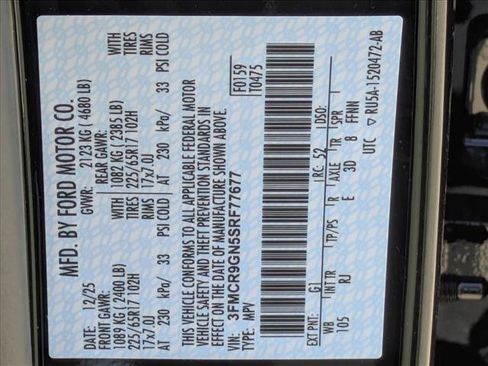 MFD. BY FORD MOTOR CO.
DATE: 12/25 GVWR: 2123 KG ( 4680 LB)
FRONT GAWR: REAR GAWR:
1089 KG ( 2400 LB) WITH 1082 KG ( 2385 LB) WITH
225/65R17 102H TIRES 225/65R17 102H TIRES
17x7.0J RIMS 17x7.0J RIMS
AT 230 kPa/ 33 PSI COLD AT 230 kPa/ 33 PSI COLD
THIS VEHICLE CONFORMS TO ALL APPLICABLE FEDERAL MOTOR
VEHICLE SAFETY AND THEFT PREVENTION STANDARDS IN
EFFECT ON THE DATE OF MANUFACTURE SHOWN ABOVE.
VIN: 3FMCR9GN5SRF77677 F0159
TYPE: MPV T0475
EXT PNT: G1 RC: 52 DSO:
WB INT TR TP/PS R AXLE TR SPR
105 RJ E 3D 8 FFNN
UTC ▽ RU5A-1520472-AB